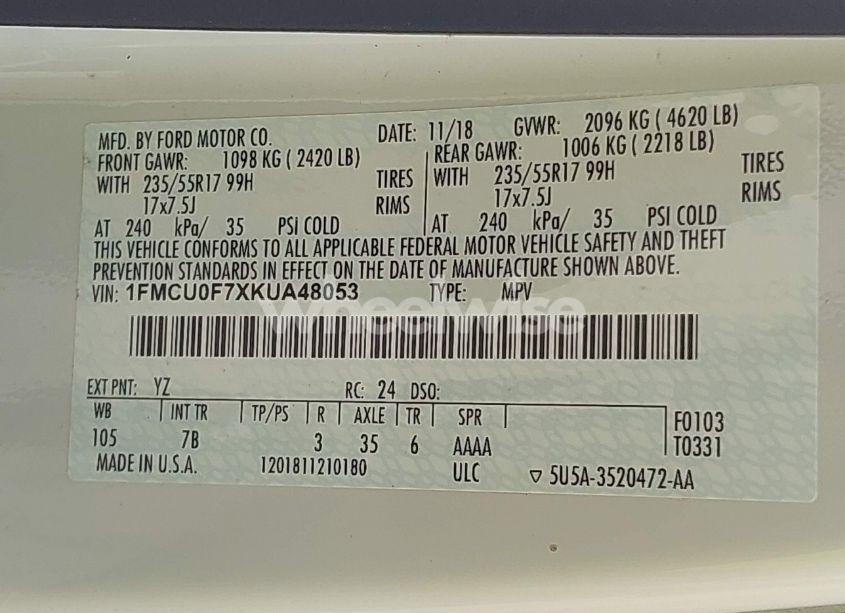 MFD. BY FORD MOTOR CO. DATE: 11/18 GVWR: 2096 KG ( 4620 LB)
FRONT GAWR: 1098 KG ( 2420 LB) REAR GAWR: 1006 KG ( 2218 LB)
WITH 235/55R17 99H TIRES WITH 235/55R17 99H TIRES
17x7.5J RIMS 17x7.5J RIMS
AT 240 kPa/ 35 PSi COLD AT 240 kPa/ 35 PSI COLD
THIS VEHICLE CONFORMS TO ALL APPLICABLE FEDERAL MOTOR VEHICLE SAFETY AND THEFT
PREVENTION STANDARDS IN EFFECT ON THE DATE OF MANUFACTURE SHOWN ABOVE.
VIN: 1FMCU0F7XKUA48053 TYPE: MPV
wheelwise
EXT PNT: YZ RC: 24 DSO:
WB INT TR TP/PS R AXLE TR SPR F0103
105 7B 3 35 6 AAAA T0331
MADE IN U.S.A. 1201811210180 ULC ▽ 5U5A-3520472-AA